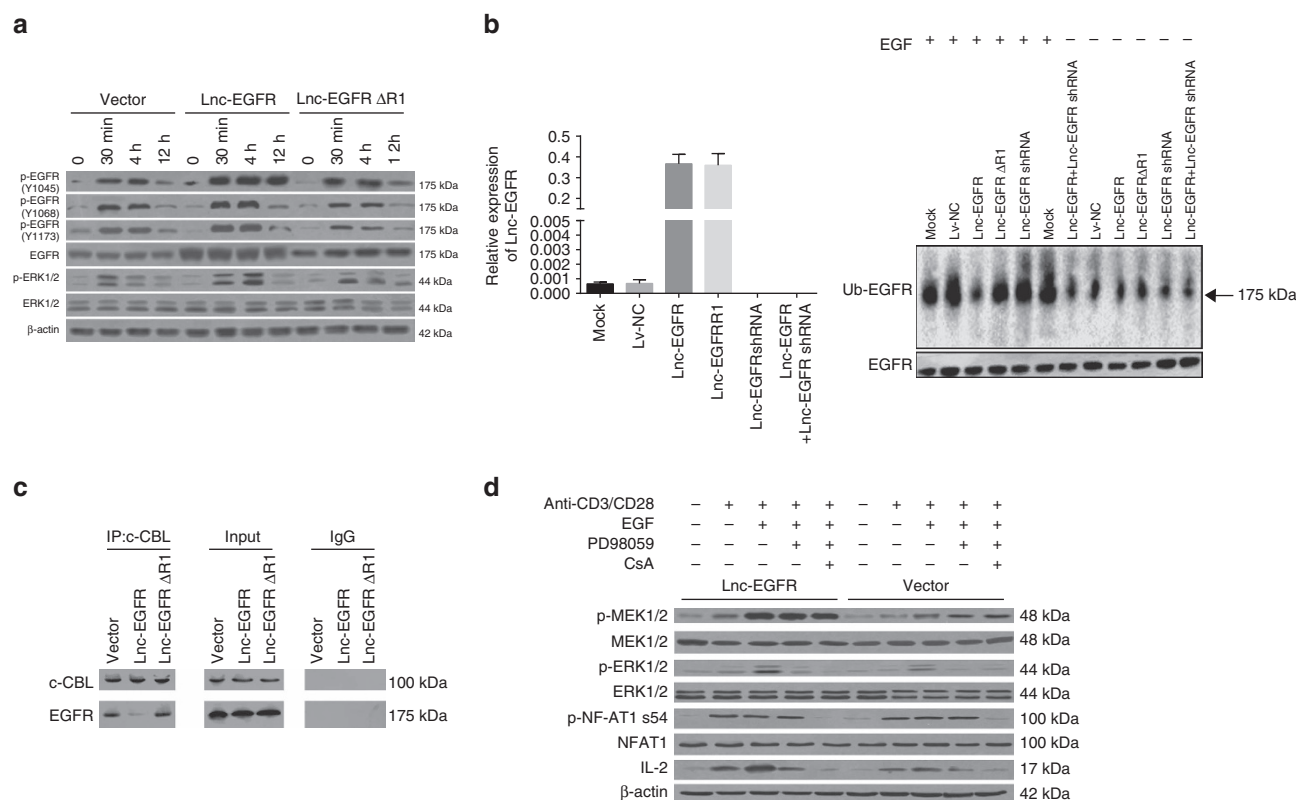 a
Vector Lnc-EGFR Lnc-EGFR ΔR1
0 30 min 4 h 12 h 0 30 min 4 h 12 h 0 30 min 4 h 1 2h
p-EGFR
(Y1045) 175 kDa
p-EGFR
(Y1068) 175 kDa
p-EGFR
(Y1173) 175 kDa
EGFR
p-ERK1/2 44 kDa
ERK1/2 44 kDa
β-actin 42 kDa
b
Relative expression
of Lnc-EGFR
0.5
0.4
0.3
0.2
0.005
0.004
0.003
0.002
0.001
0.000
Mock
Lv-NC
Lnc-EGFR
Lnc-EGFRR1
Lnc-EGFRshRNA
Lnc-EGFR
+Lnc-EGFR shRNA
EGF + + + + + + – – – – – –
Mock
Lv-NC
Lnc-EGFR
Lnc-EGFR ΔR1
Lnc-EGFR shRNA
Mock
Lnc-EGFR+Lnc-EGFR shRNA
Lv-NC
Lnc-EGFR
Lnc-EGFRΔR1
Lnc-EGFR shRNA
Lnc-EGFR+Lnc-EGFR shRNA
Ub-EGFR 175 kDa
EGFR
c
IP:c-CBL Input IgG
Vector Lnc-EGFR Lnc-EGFR ΔR1 Vector Lnc-EGFR Lnc-EGFR ΔR1 Vector Lnc-EGFR Lnc-EGFR ΔR1
c-CBL 100 kDa
EGFR 175 kDa
d
Anti-CD3/CD28 – + + + + – + + + +
EGF – – + + + – – + + +
PD98059 – – – + + – – – + +
CsA – – – – + – – – – +
Lnc-EGFR Vector
p-MEK1/2 48 kDa
MEK1/2 48 kDa
p-ERK1/2 44 kDa
ERK1/2 44 kDa
p-NF-AT1 s54 100 kDa
NFAT1 100 kDa
IL-2 17 kDa
β-actin 42 kDa